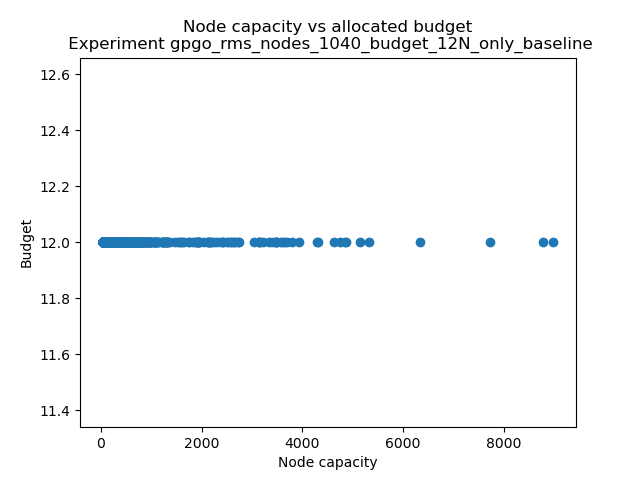 Node capacity vs allocated budget
Experiment gpgo_rms_nodes_1040_budget_12N_only_baseline
12.6
12.4
12.2
12.0
11.8
11.6
11.4
Budget
0 2000 4000 6000 8000
Node capacity